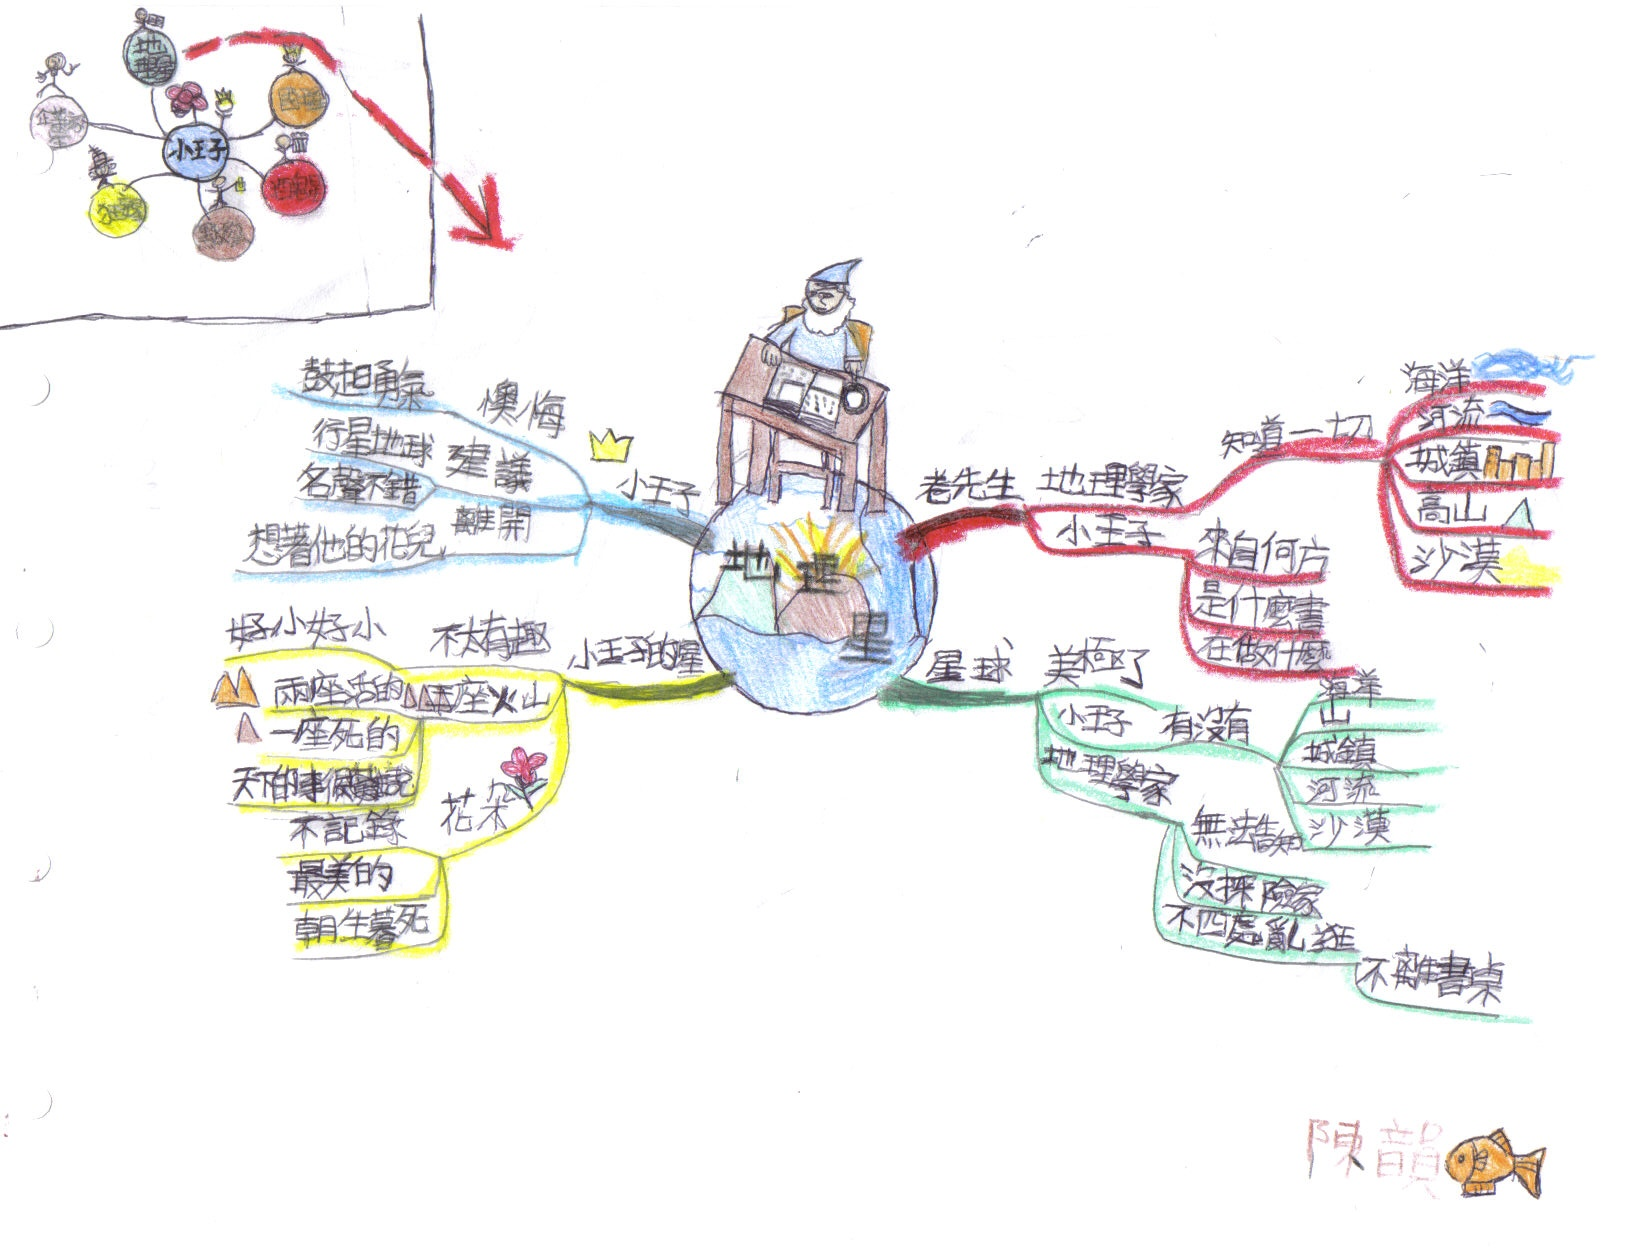 地理星
小王子
地理星
小王子
懊悔
鼓起勇氣
建議
行星地球
名聲不錯
離開
想著他的花兒
老先生
地理學家
知道一切
海洋
河流
城鎮
高山
沙漠
小王子
來自何方
是什麼書
在做什麼
小王子的星
不太有趣
好小好小
座火山
兩座活的
一座死的
花朵
不記錄
最美的
朝生暮死
星球
美極了
小王子
有沒有
海洋
山
城鎮
河流
沙漠
地理學家
無法告知
沒探險家
不四處亂逛
不離書桌
陳韻